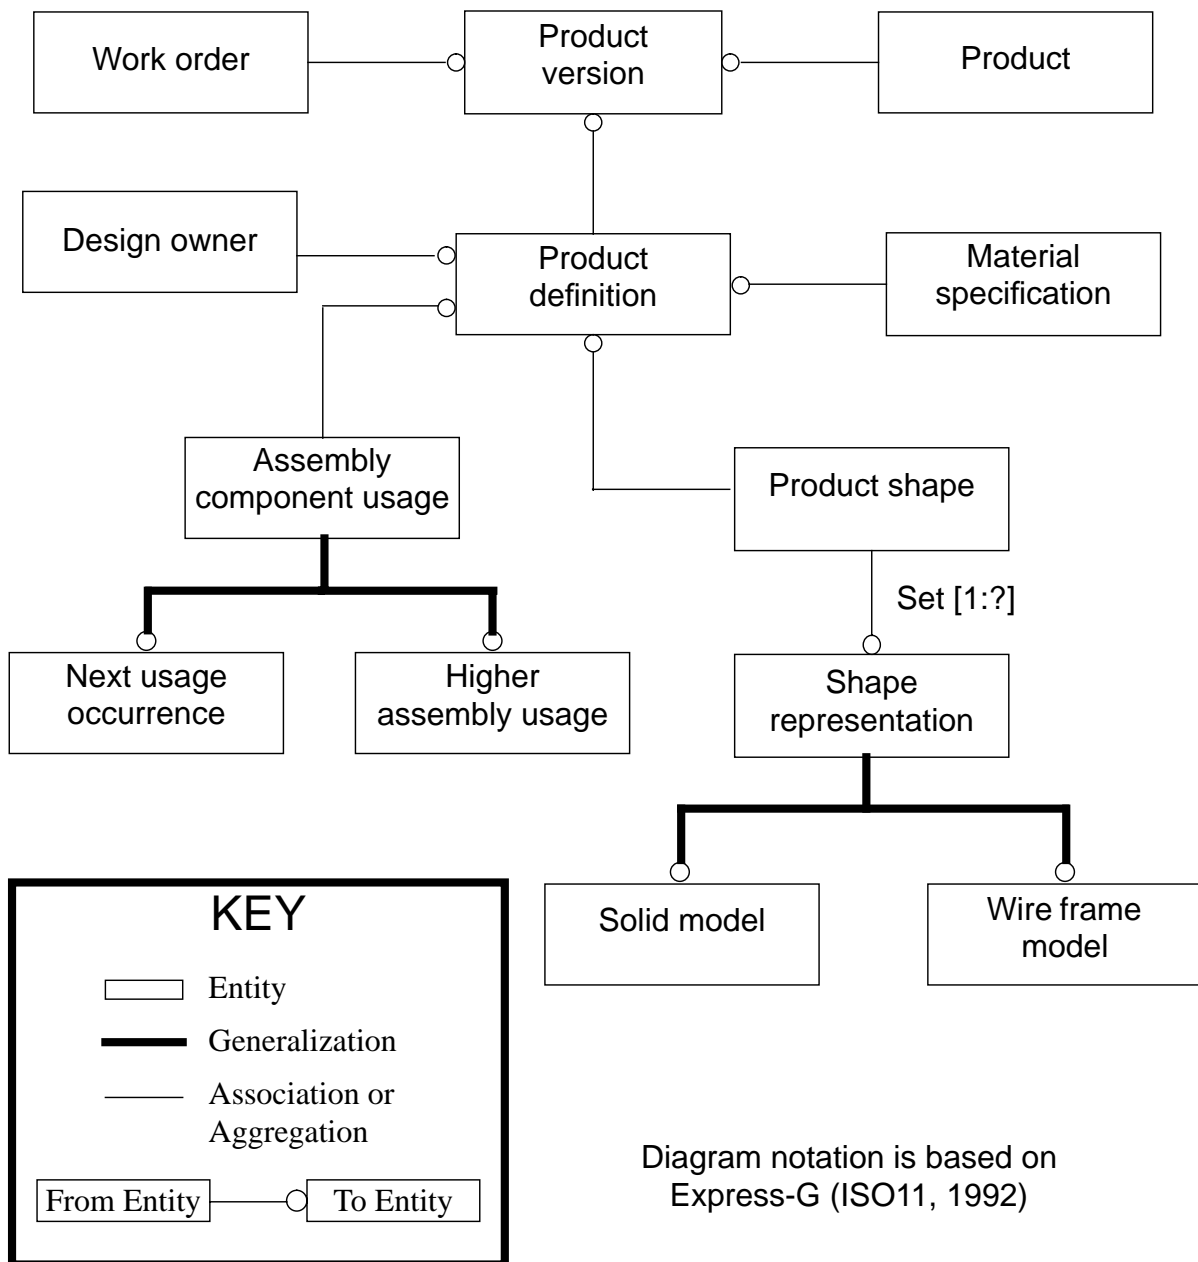 Work order
Product
version
Product
Design owner
Product
definition
Material
specification
Assembly
component usage
Product shape
Set [1:?]
Next usage
occurrence
Higher
assembly usage
Shape
representation
Solid model
Wire frame
model
KEY
Entity
Generalization
Association or
Aggregation
From Entity
To Entity
Diagram notation is based on
Express-G (ISO11, 1992)